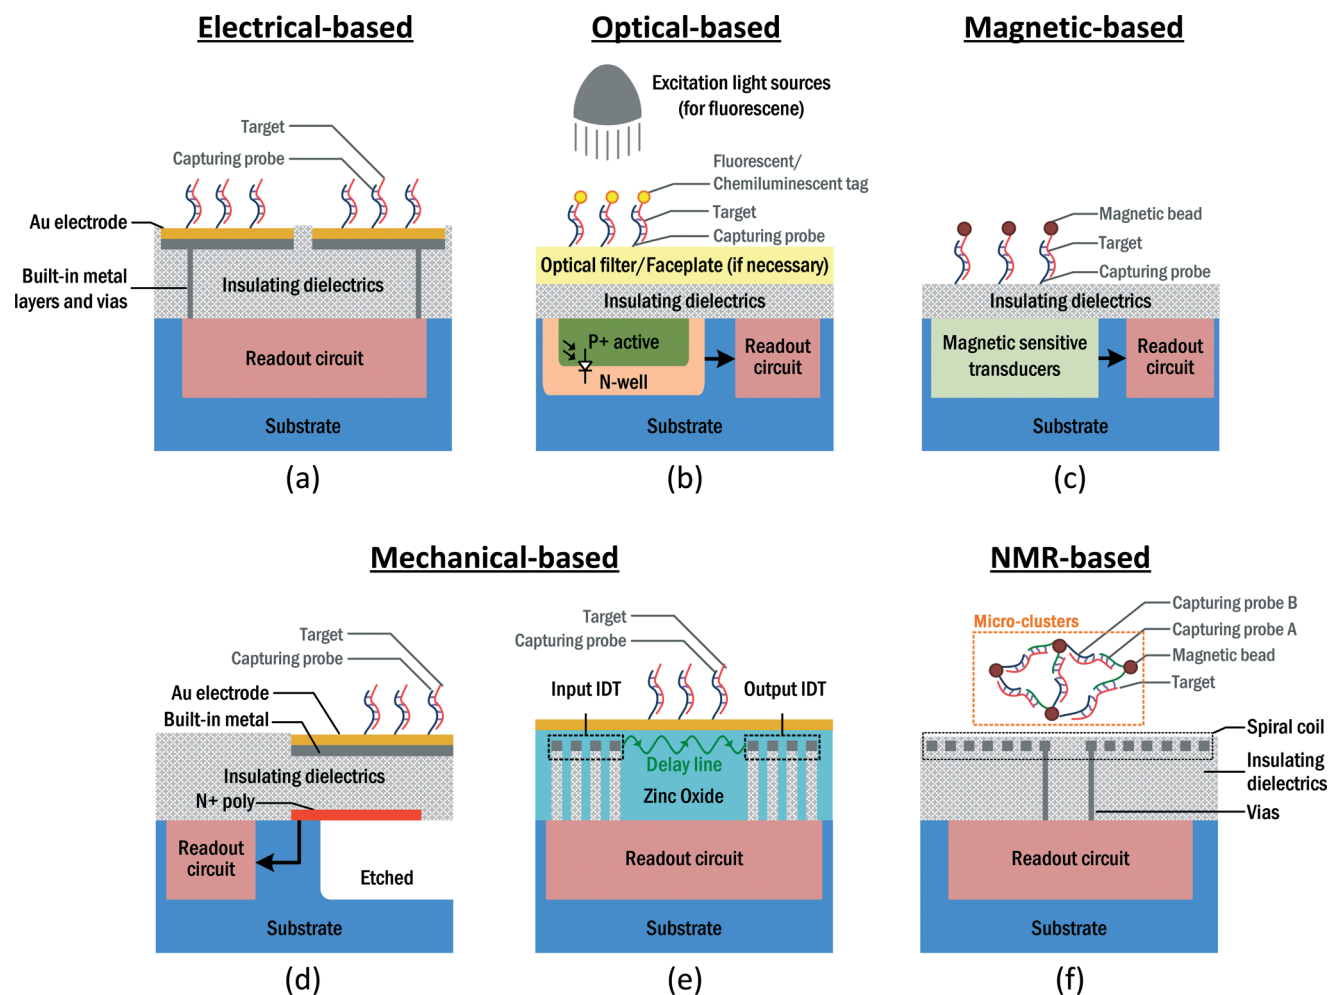 Electrical-based
Optical-based
Magnetic-based
Target
Capturing probe
Au electrode
Built-in metal
layers and vias
Insulating dielectrics
Readout circuit
Substrate
(a)
Excitation light sources
(for fluorescene)
Fluorescent/
Chemiluminescent tag
Target
Capturing probe
Optical filter/Faceplate (if necessary)
Insulating dielectrics
P+ active
N-well
Readout
circuit
Substrate
(b)
Magnetic bead
Target
Capturing probe
Insulating dielectrics
Magnetic sensitive
transducers
Readout
circuit
Substrate
(c)
Mechanical-based
NMR-based
Target
Capturing probe
Au electrode
Built-in metal
Insulating dielectrics
N+ poly
Readout
circuit
Etched
Substrate
(d)
Target
Capturing probe
Input IDT
Output IDT
Delay line
Zinc Oxide
Readout circuit
Substrate
(e)
Micro-clusters
Capturing probe B
Capturing probe A
Magnetic bead
Target
Spiral coil
Insulating
dielectrics
Vias
Readout circuit
Substrate
(f)